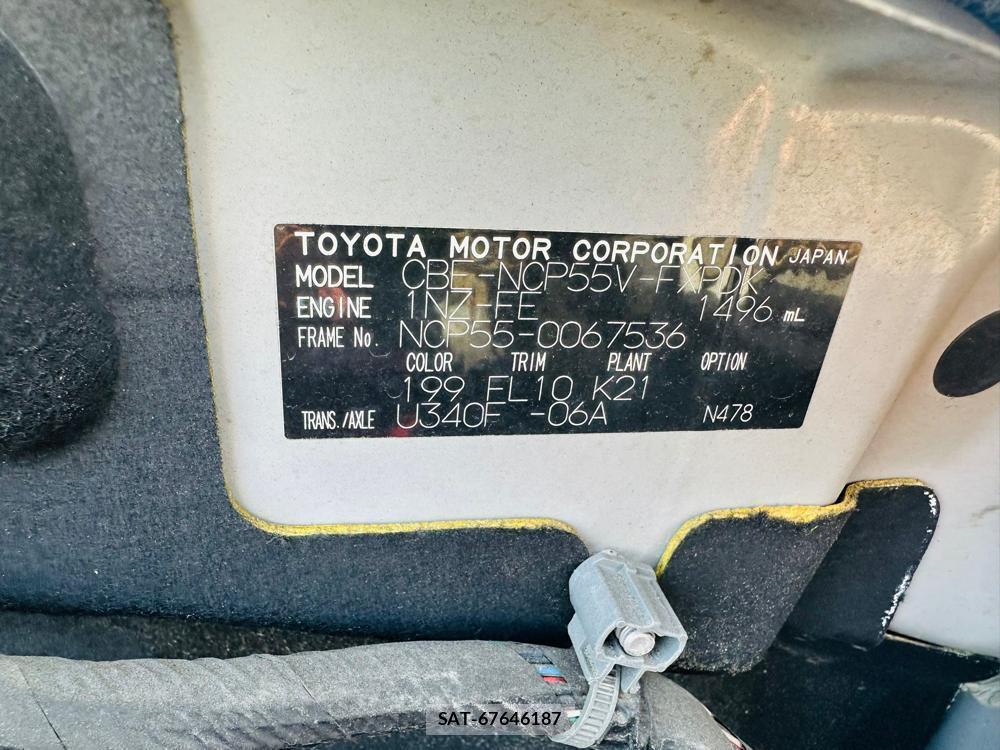 TOYOTA MOTOR CORPORATION JAPAN
MODEL CBE-NCP55V-FXPDK
ENGINE 1NZ-FE 1496 mL
FRAME No. NCP55-0067536
COLOR TRIM PLANT OPTION
199 FL10 K21
TRANS./AXLE U340F -06A N478
SAT-67646187